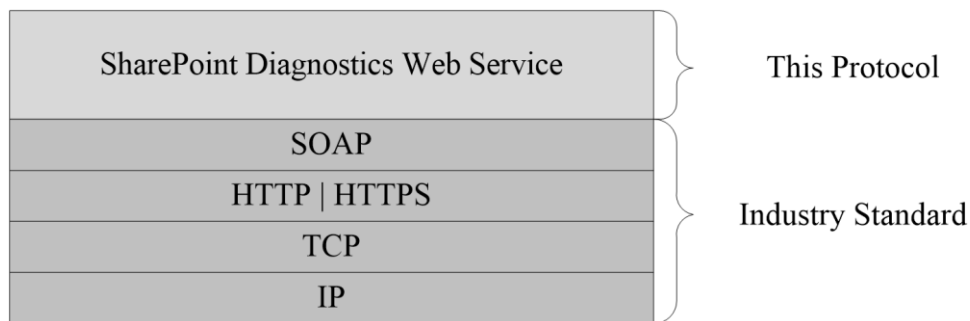 SharePoint Diagnostics Web Service
This Protocol
SOAP
HTTP | HTTPS
TCP
IP
Industry Standard